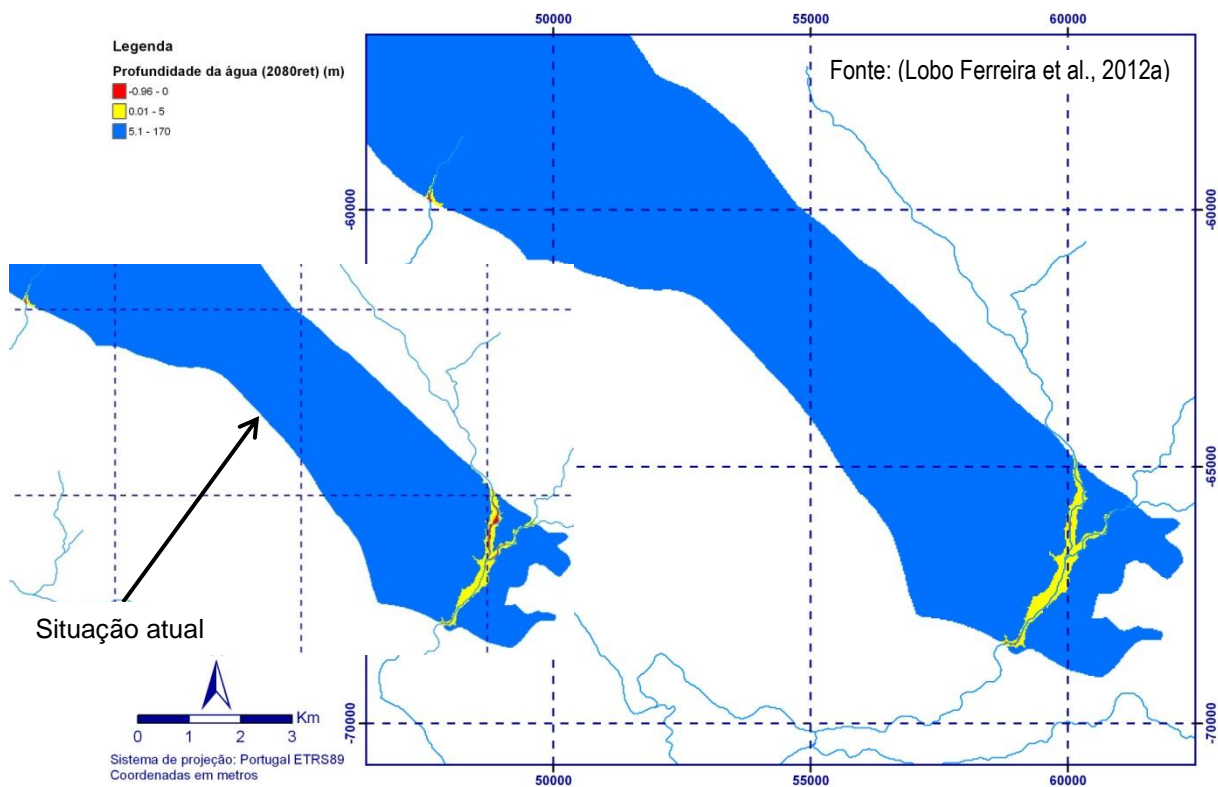 50000
55000
60000
Legenda
Profundidade da água (2080ret) (m)
-0.96 - 0
0.01 - 5
5.1 - 170
Fonte: (Lobo Ferreira et al., 2012a)
-60000
-60000
-65000
Situação atual
Km
0 1 2 3
-70000
-70000
Sistema de projeção: Portugal ETRS89
Coordenadas em metros
50000
55000
60000